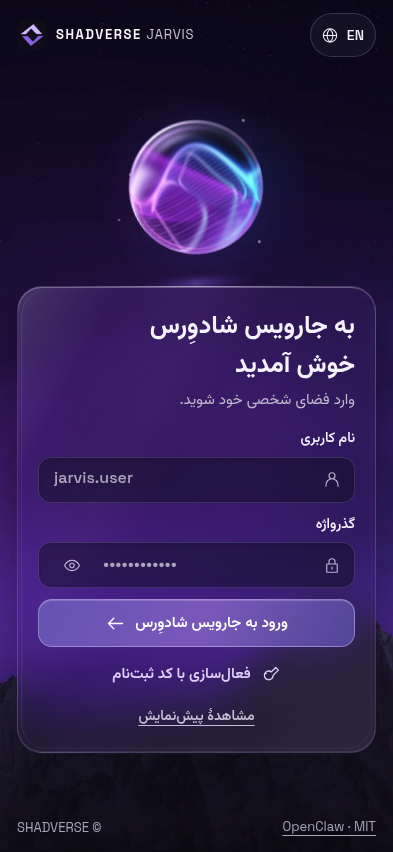 SHADVERSE JARVIS
EN
به جارویس شادوِرس
خوش آمدید
وارد فضای شخصی خود شوید.
نام کاربری
jarvis.user
گذرواژه
••••••••••••
ورود به جارویس شادوِرس
فعال‌سازی با کد ثبت‌نام
مشاهدهٔ پیش‌نمایش
SHADVERSE ©
OpenClaw · MIT